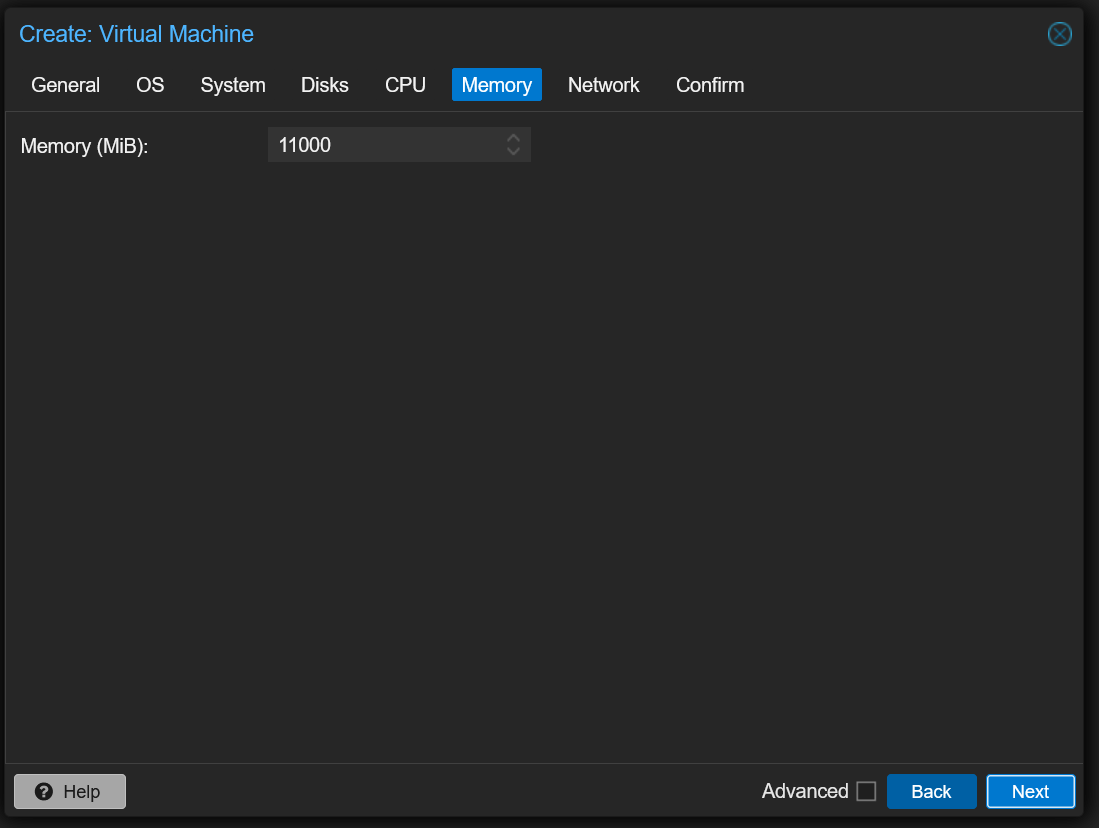 Create: Virtual Machine
General OS System Disks CPU Memory Network Confirm
Memory (MiB): 11000
Help Advanced Back Next